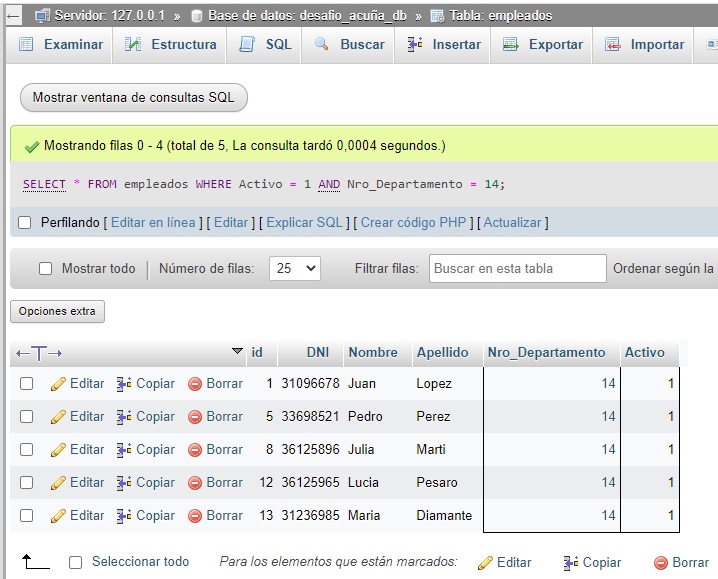 ← Servidor: 127.0.0.1 » Base de datos: desafio_acuña_db » Tabla: empleados
Examinar Estructura SQL Buscar Insertar Exportar Importar
Mostrar ventana de consultas SQL
Mostrando filas 0 - 4 (total de 5, La consulta tardó 0,0004 segundos.)
SELECT * FROM empleados WHERE Activo = 1 AND Nro_Departamento = 14;
Perfilando [ Editar en línea ] [ Editar ] [ Explicar SQL ] [ Crear código PHP ] [ Actualizar ]
Mostrar todo Número de filas: 25 Filtrar filas: Buscar en esta tabla Ordenar según la
Opciones extra
←T→ id DNI Nombre Apellido Nro_Departamento Activo
Editar Copiar Borrar 1 31096678 Juan Lopez 14 1
Editar Copiar Borrar 5 33698521 Pedro Perez 14 1
Editar Copiar Borrar 8 36125896 Julia Marti 14 1
Editar Copiar Borrar 12 36125965 Lucia Pesaro 14 1
Editar Copiar Borrar 13 31236985 Maria Diamante 14 1
Seleccionar todo Para los elementos que están marcados: Editar Copiar Borrar